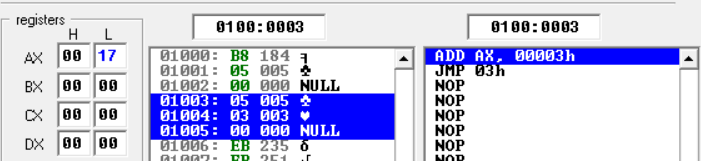 registers
H L
AX 00 17
BX 00 00
CX 00 00
DX 00 00
0100:0003
01000: B8 184 ╕
01001: 05 005 ♣
01002: 00 000 NULL
01003: 05 005 ♣
01004: 03 003 ♥
01005: 00 000 NULL
01006: EB 235 δ
01007: FB 251 √
0100:0003
ADD AX, 00003h
JMP 03h
NOP
NOP
NOP
NOP
NOP
NOP